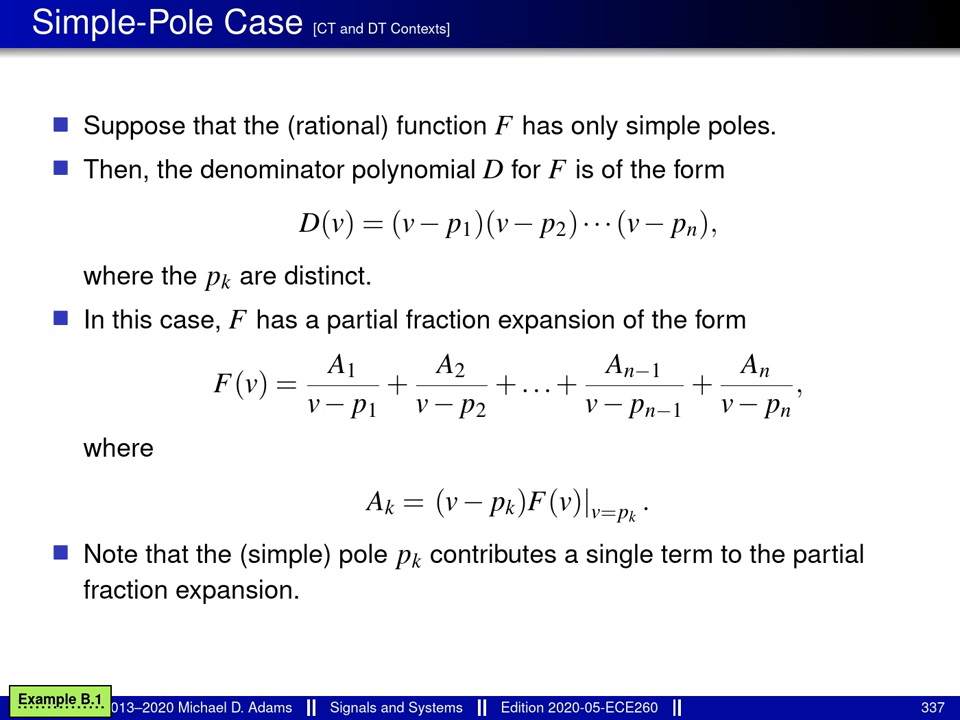 Simple-Pole Case [CT and DT Contexts]
Suppose that the (rational) function F has only simple poles.
Then, the denominator polynomial D for F is of the form
D(v) = (v − p₁)(v − p₂)···(v − pₙ),
where the pₖ are distinct.
In this case, F has a partial fraction expansion of the form
F(v) = A₁/(v − p₁) + A₂/(v − p₂) + ... + Aₙ₋₁/(v − pₙ₋₁) + Aₙ/(v − pₙ),
where
Aₖ = (v − pₖ)F(v)|ᵥ₌ₚₖ .
Note that the (simple) pole pₖ contributes a single term to the partial
fraction expansion.
Example B.1
013–2020 Michael D. Adams Signals and Systems Edition 2020-05-ECE260 337